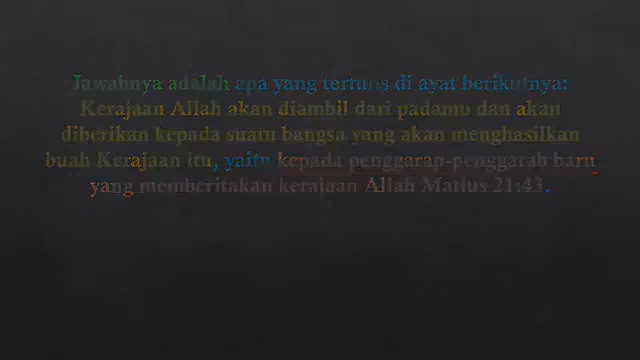 Jawabnya adalah apa yang tertulis di ayat berikutnya:
Kerajaan Allah akan diambil dari padamu dan akan
diberikan kepada suatu bangsa yang akan menghasilkan
buah Kerajaan itu, yaitu kepada penggarap-penggarap baru
yang memberitakan kerajaan Allah Matius 21:43.